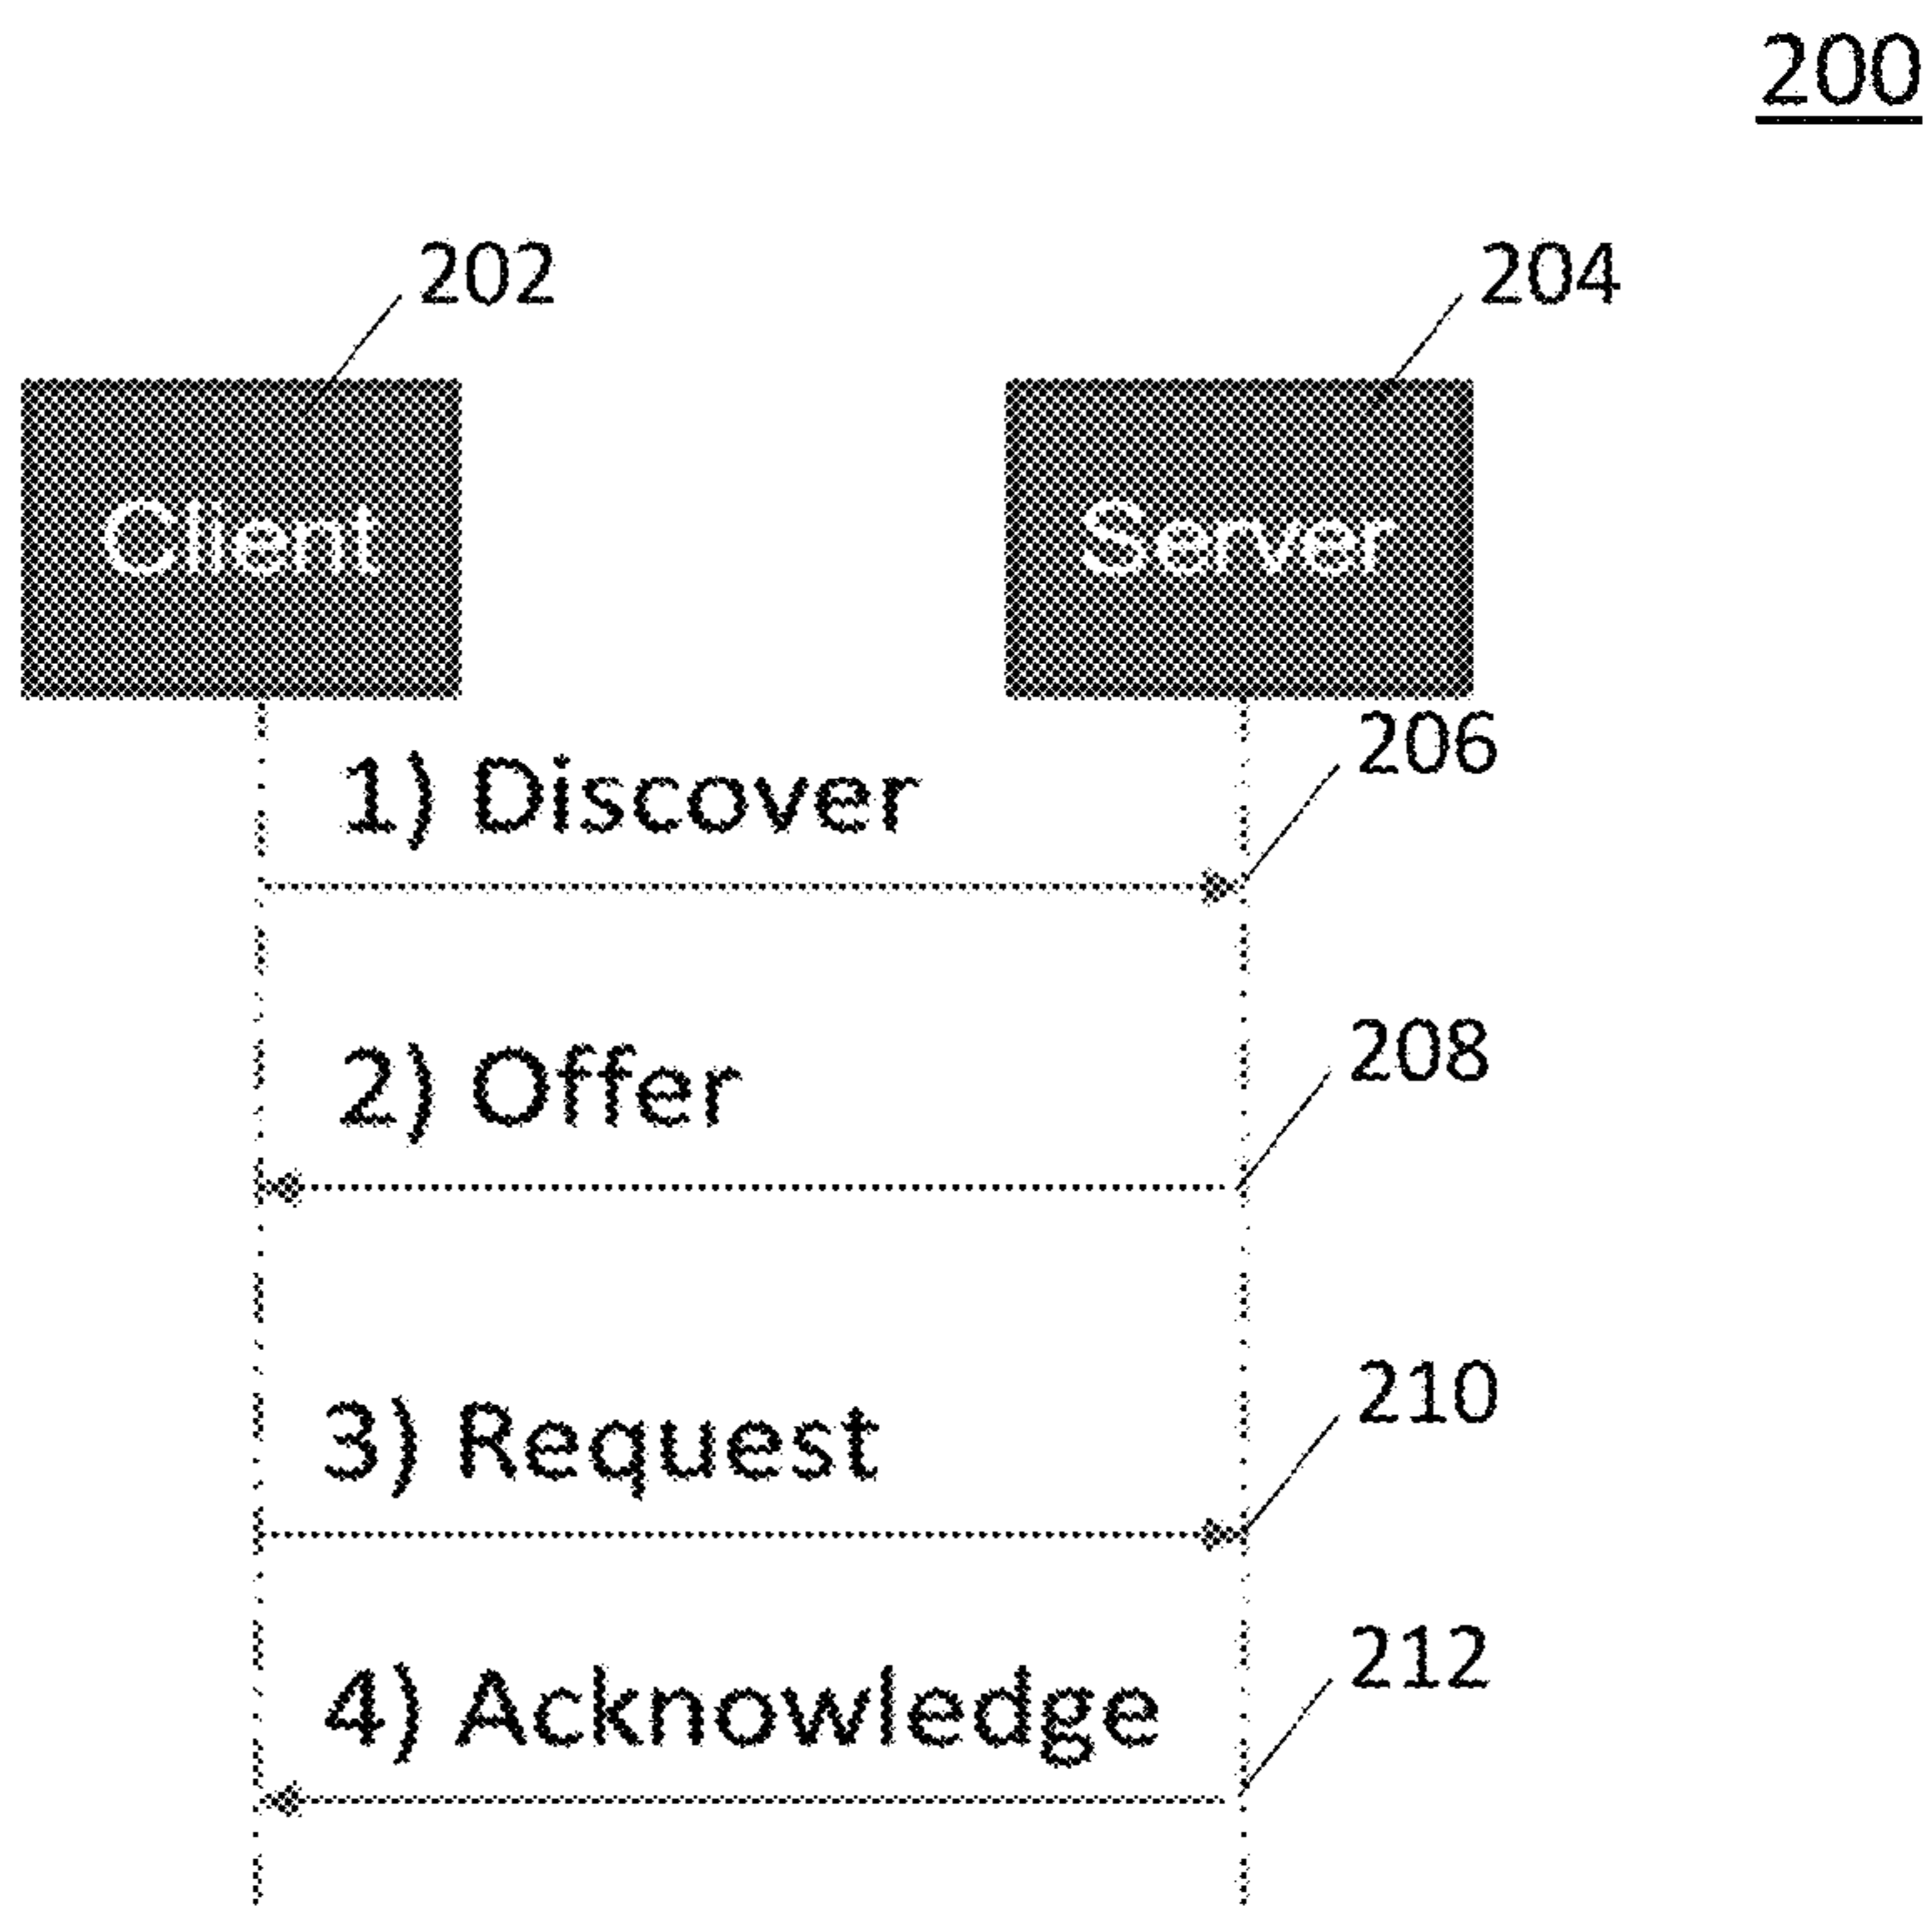 200
202
204
Client
Server
206
1) Discover
208
2) Offer
210
3) Request
212
4) Acknowledge